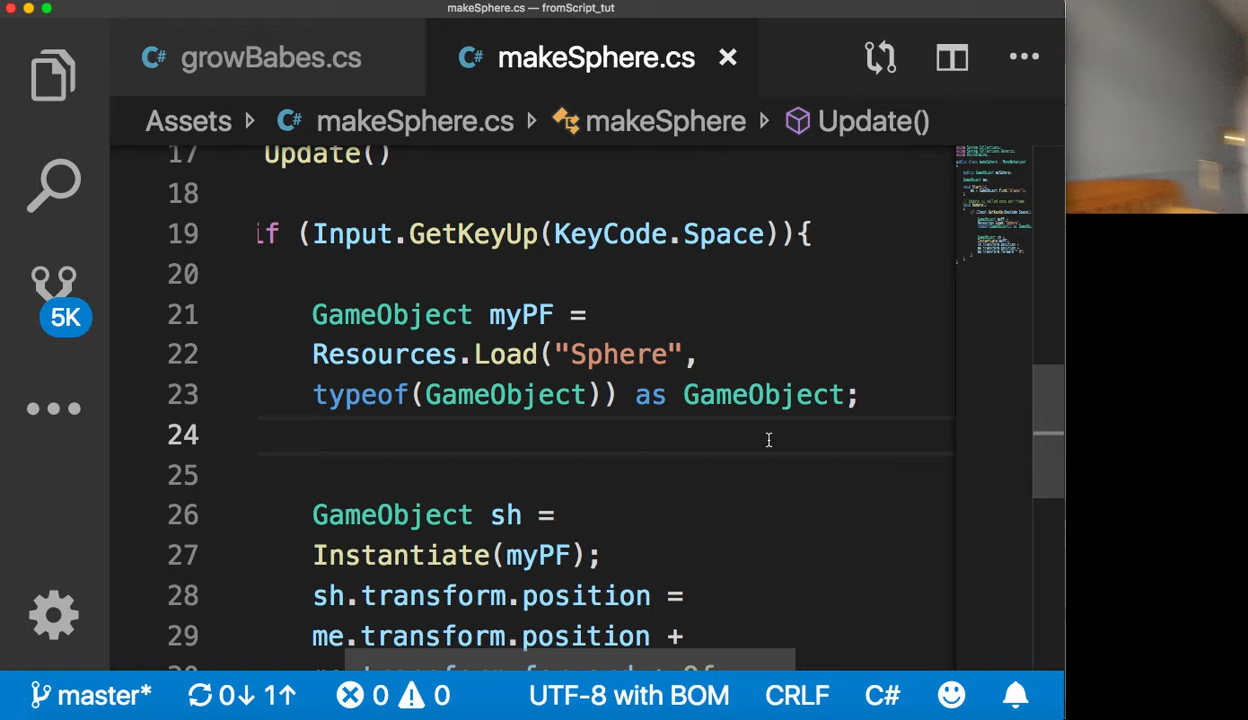 makeSphere.cs — fromScript_tut
growBabes.cs
makeSphere.cs
Assets makeSphere.cs makeSphere Update()
17 Update()
18
19 if (Input.GetKeyUp(KeyCode.Space)){
20
21 GameObject myPF =
22 Resources.Load("Sphere",
23 typeof(GameObject)) as GameObject;
24
25
26 GameObject sh =
27 Instantiate(myPF);
28 sh.transform.position =
29 me.transform.position +
5K
master* 0↓ 1↑ 0 0 UTF-8 with BOM CRLF C#